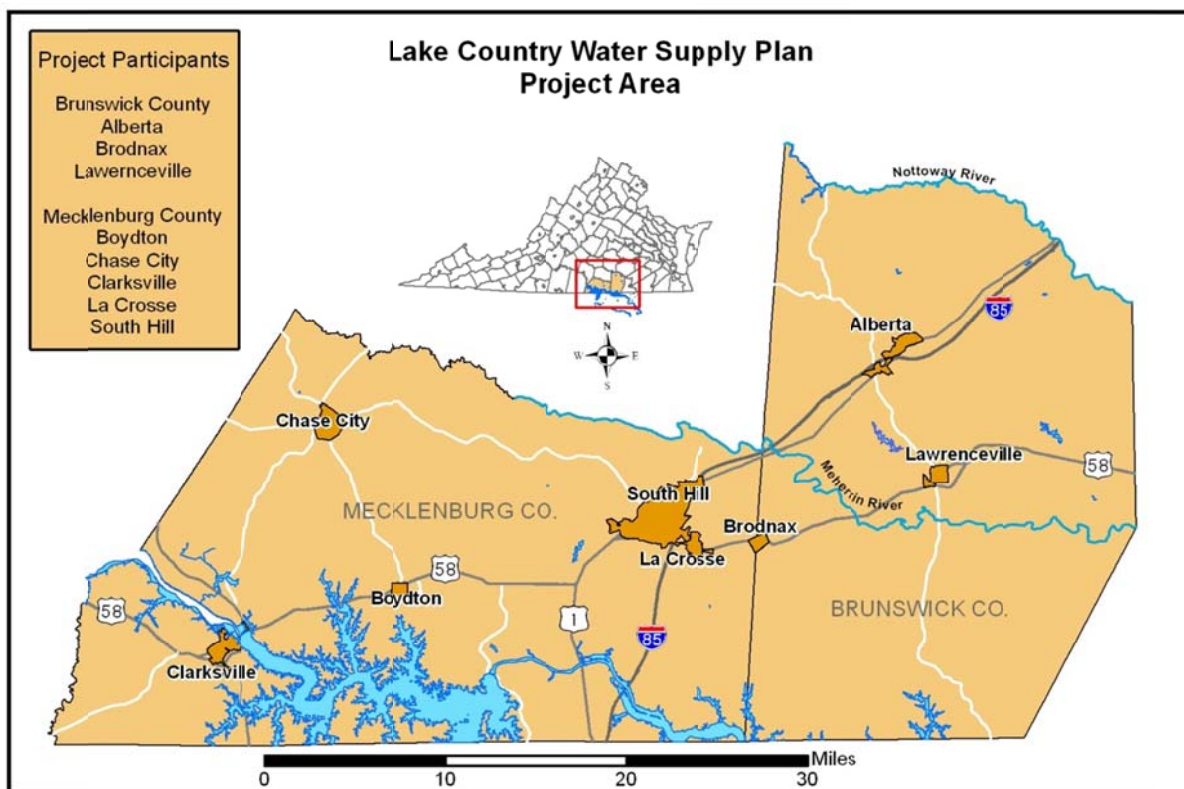 Lake Country Water Supply Plan
Project Area
Project Participants
Brunswick County
Alberta
Brodnax
Lawernceville
Mecklenburg County
Boydton
Chase City
Clarksville
La Crosse
South Hill
Nottoway River
N
W E
S
85
Alberta
Chase City
Lawrenceville
58
South Hill
Meherrin River
MECKLENBURG CO.
Brodnax
La Crosse
58
Boydton
58
1
BRUNSWICK CO.
85
Clarksville
Miles
0 10 20 30